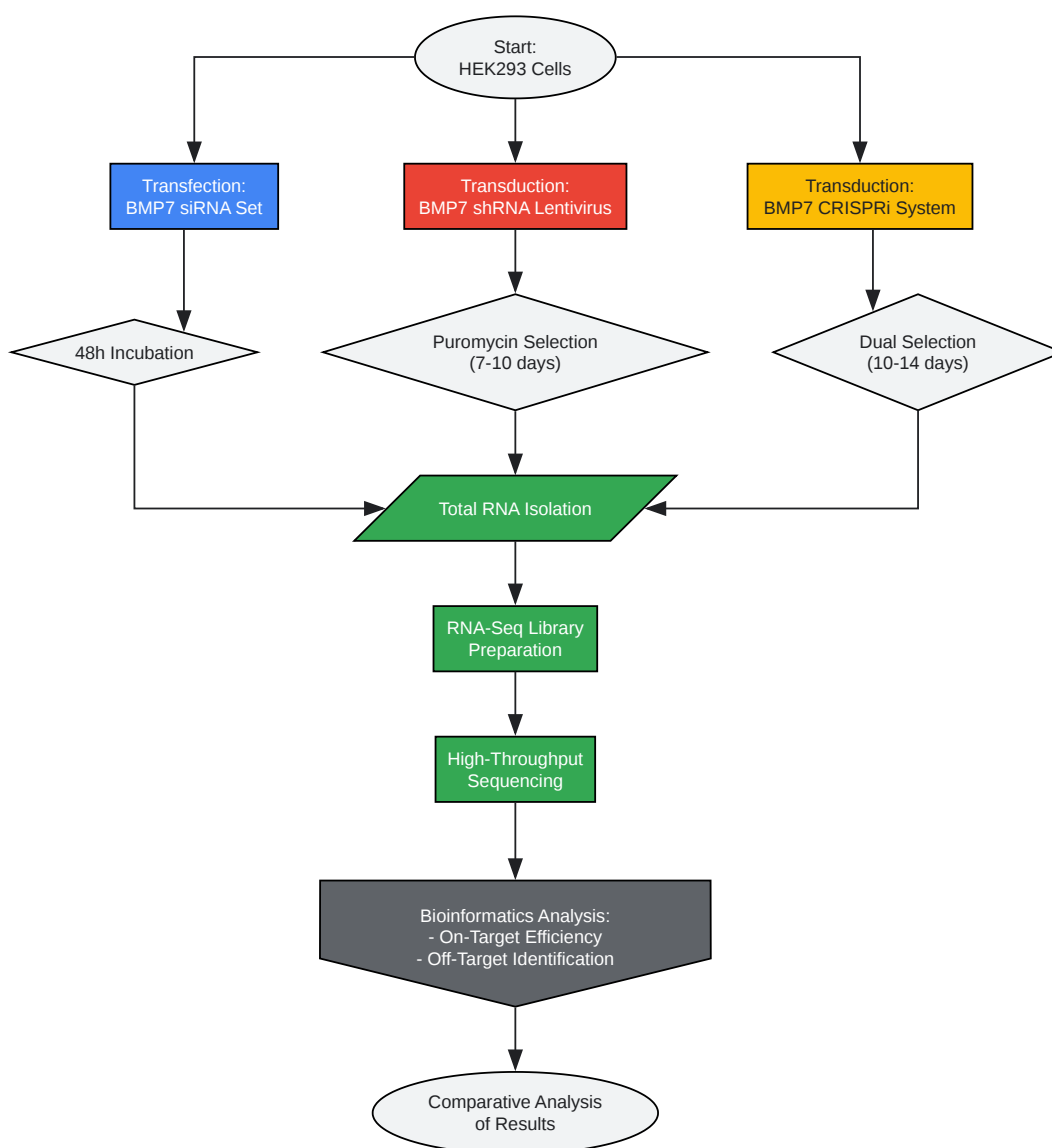 Start:
HEK293 Cells
Transfection:
BMP7 siRNA Set
Transduction:
BMP7 shRNA Lentivirus
Transduction:
BMP7 CRISPRi System
48h Incubation
Puromycin Selection
(7-10 days)
Dual Selection
(10-14 days)
Total RNA Isolation
RNA-Seq Library
Preparation
High-Throughput
Sequencing
Bioinformatics Analysis:
- On-Target Efficiency
- Off-Target Identification
Comparative Analysis
of Results